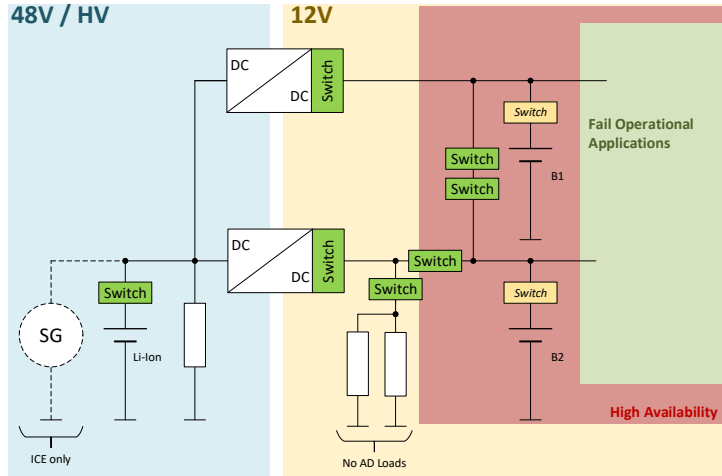 48V / HV
12V
DC
DC
Switch
Switch
Fail Operational
Applications
Switch
Switch
B1
DC
DC
Switch
Switch
Switch
Switch
Switch
SG
Li-Ion
B2
High Availability
ICE only
No AD Loads